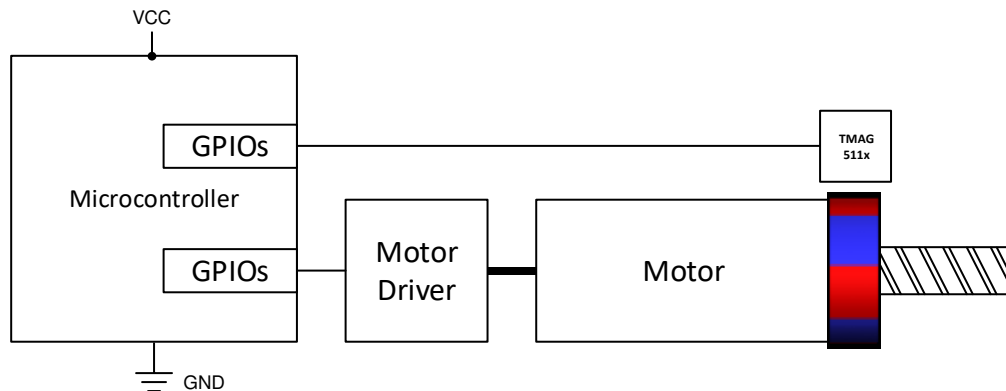 VCC
GPIOs
TMAG
511x
Microcontroller
GPIOs
Motor
Driver
Motor
GND